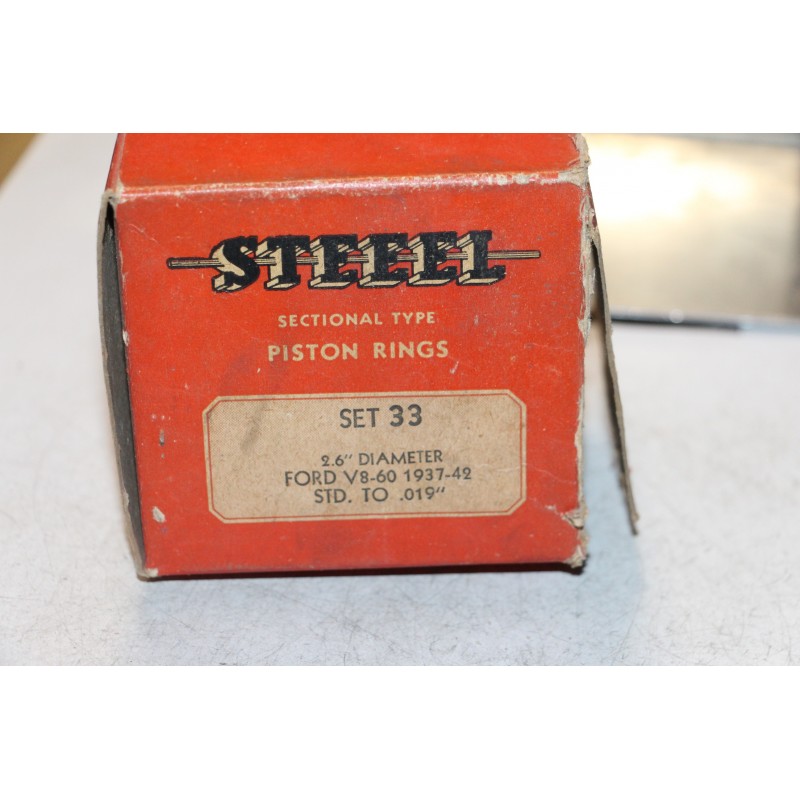 STEEEL
SECTIONAL TYPE
PISTON RINGS
SET 33
2.6" DIAMETER
FORD V8-60 1937-42
STD. TO .019"